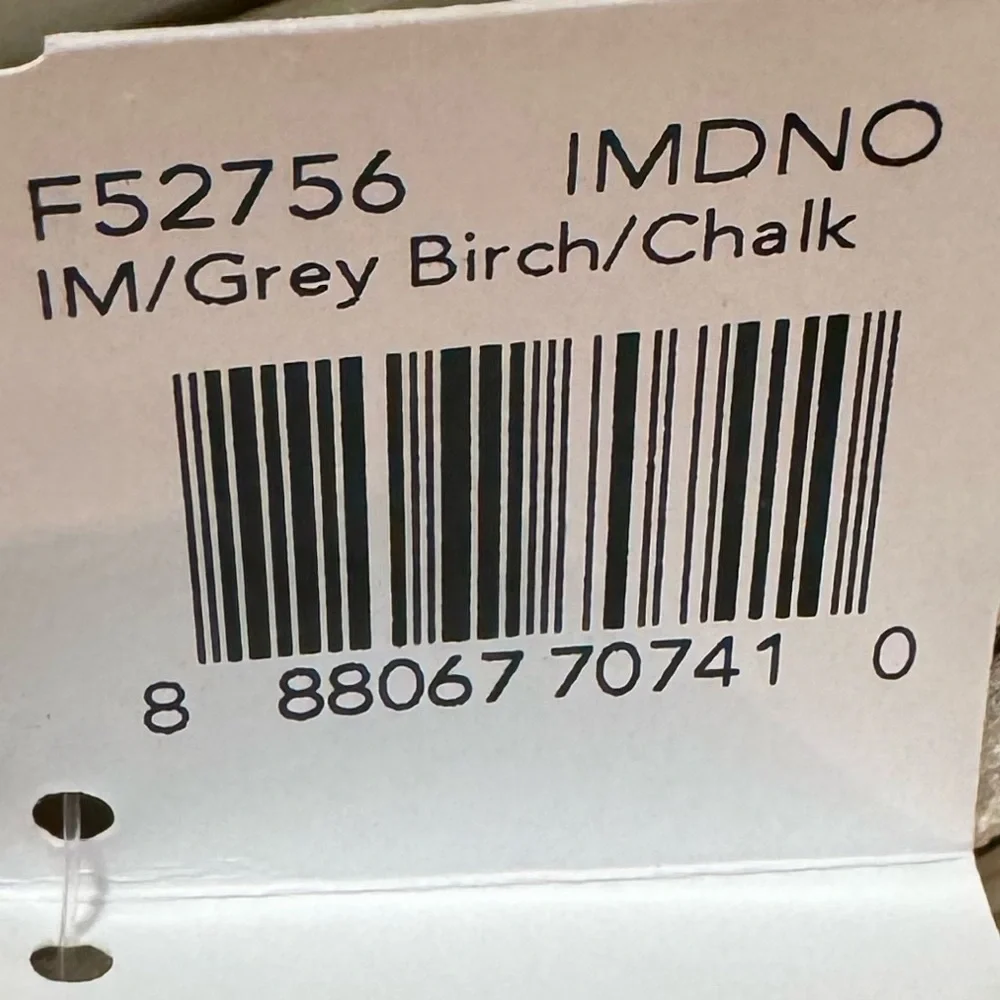 F52756 IMDNO
IM/Grey Birch/Chalk
8 88067 70741 0